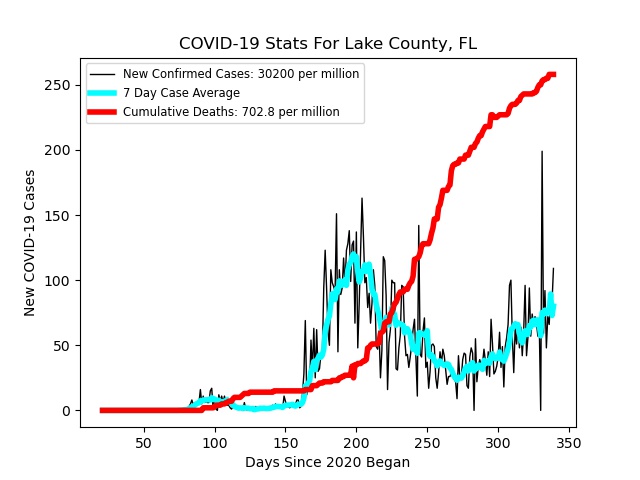 COVID-19 Stats For Lake County, FL
New Confirmed Cases: 30200 per million
7 Day Case Average
Cumulative Deaths: 702.8 per million
New COVID-19 Cases
250
200
150
100
50
0
50 100 150 200 250 300 350
Days Since 2020 Began